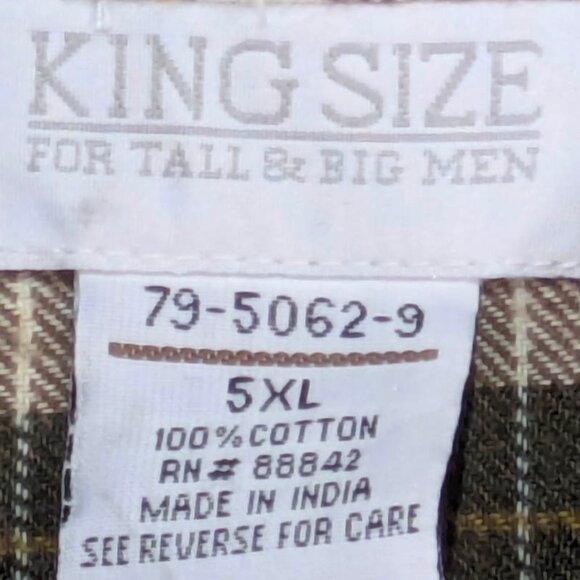 KING SIZE
FOR TALL & BIG MEN
79-5062-9
5XL
100% COTTON
RN# 88842
MADE IN INDIA
SEE REVERSE FOR CARE